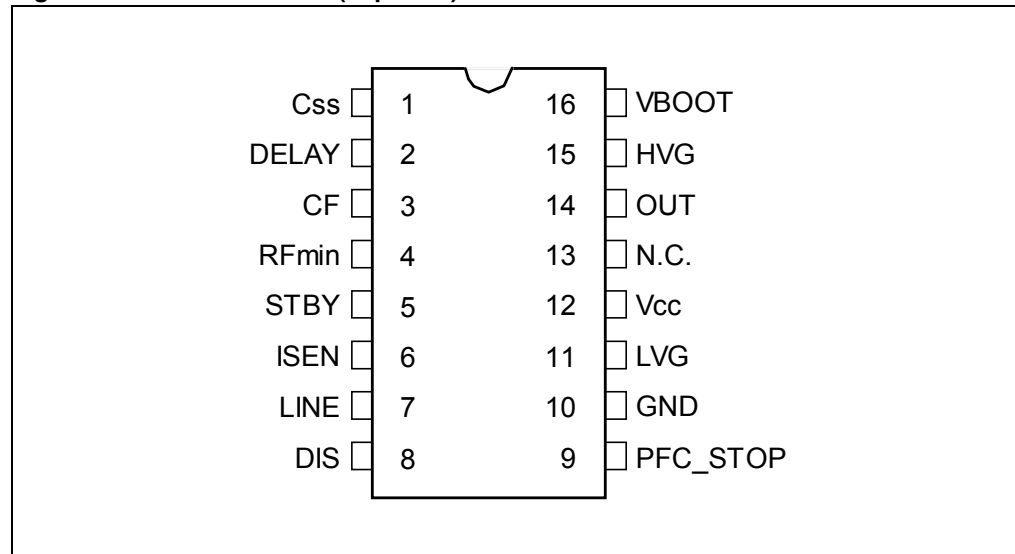 Css 1 16 VBOOT
DELAY 2 15 HVG
CF 3 14 OUT
RFmin 4 13 N.C.
STBY 5 12 Vcc
ISEN 6 11 LVG
LINE 7 10 GND
DIS 8 9 PFC_STOP